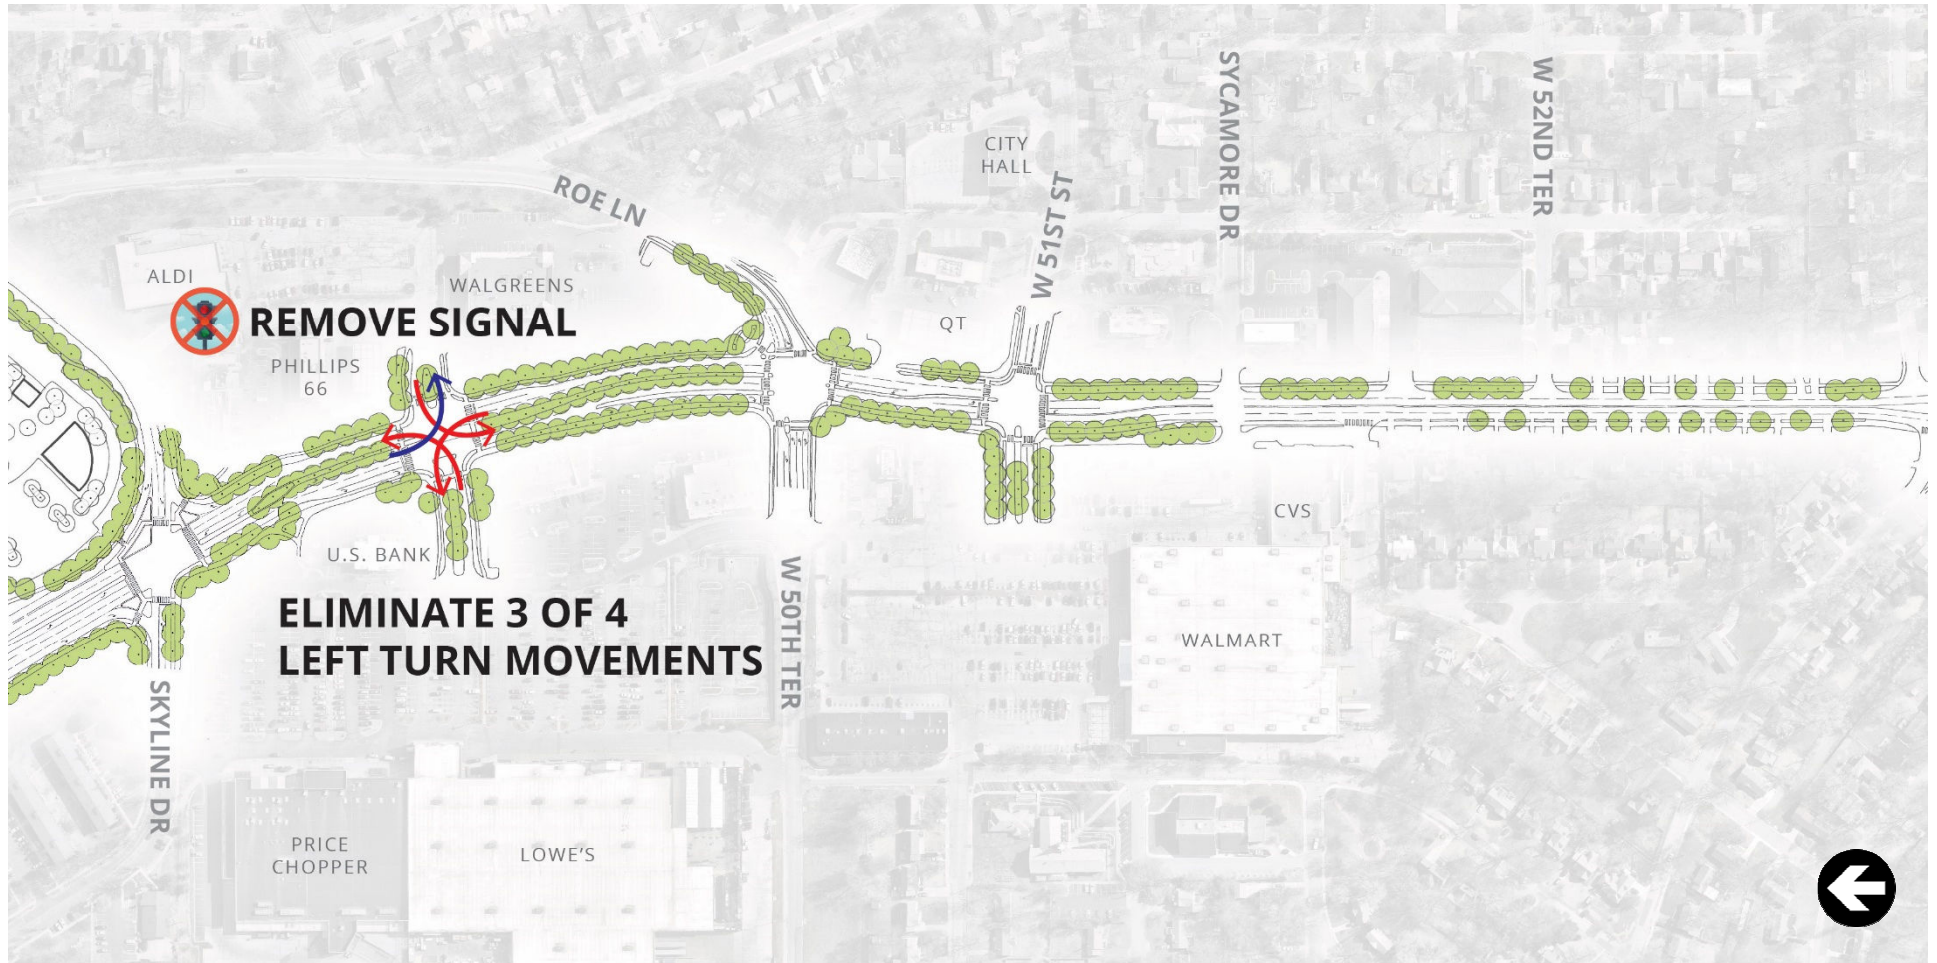 SYCAMORE DR
W 52ND TER
CITY
HALL
ROE LN
W 51ST ST
ALDI
WALGREENS
REMOVE SIGNAL
QT
PHILLIPS
66
CVS
U.S. BANK
ELIMINATE 3 OF 4
LEFT TURN MOVEMENTS
W 50TH TER
WALMART
SKYLINE DR
PRICE
CHOPPER
LOWE'S